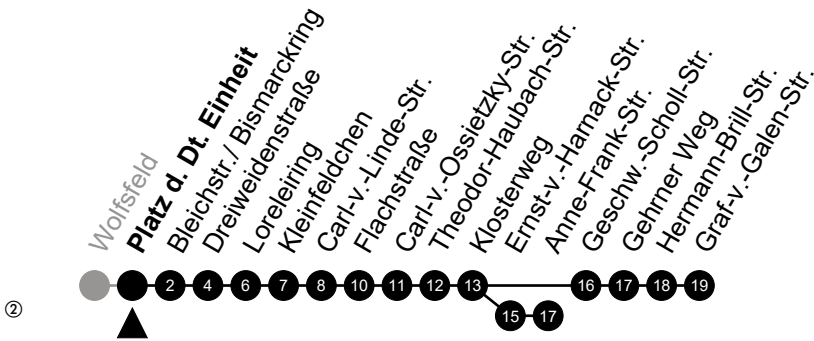 Wolfsfeld
Platz d. Dt. Einheit
Bleichstr./ Bismarckring
Dreiweidenstraße
Loreleiring
Kleinfeldchen
Carl-v.-Linde-Str.
Flachstraße
Carl-v.-Ossietzky-Str.
Theodor-Haubach-Str.
Klosterweg
Ernst-v.-Harnack-Str.
Anne-Frank-Str.
Geschw.-Scholl-Str.
Gehrner Weg
Hermann-Brill-Str.
Graf-v.-Galen-Str.
2 4 6 7 8 10 11 12 13 16 17 18 19
② 15 17